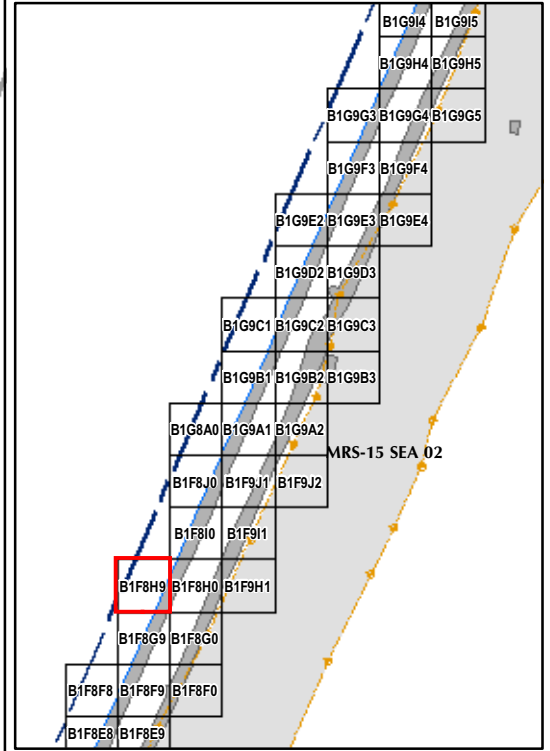 B1G9I4 B1G9I5
B1G9H4 B1G9H5
B1G9G3 B1G9G4 B1G9G5
B1G9F3 B1G9F4
B1G9E2 B1G9E3 B1G9E4
B1G9D2 B1G9D3
B1G9C1 B1G9C2 B1G9C3
B1G9B1 B1G9B2 B1G9B3
B1G8A0 B1G9A1 B1G9A2
MRS-15 SEA 02
B1F8J0 B1F9J1 B1F9J2
B1F8I0 B1F9I1
B1F8H9 B1F8H0 B1F9H1
B1F8G9 B1F8G0
B1F8F8 B1F8F9 B1F8F0
B1F8E8 B1F8E9